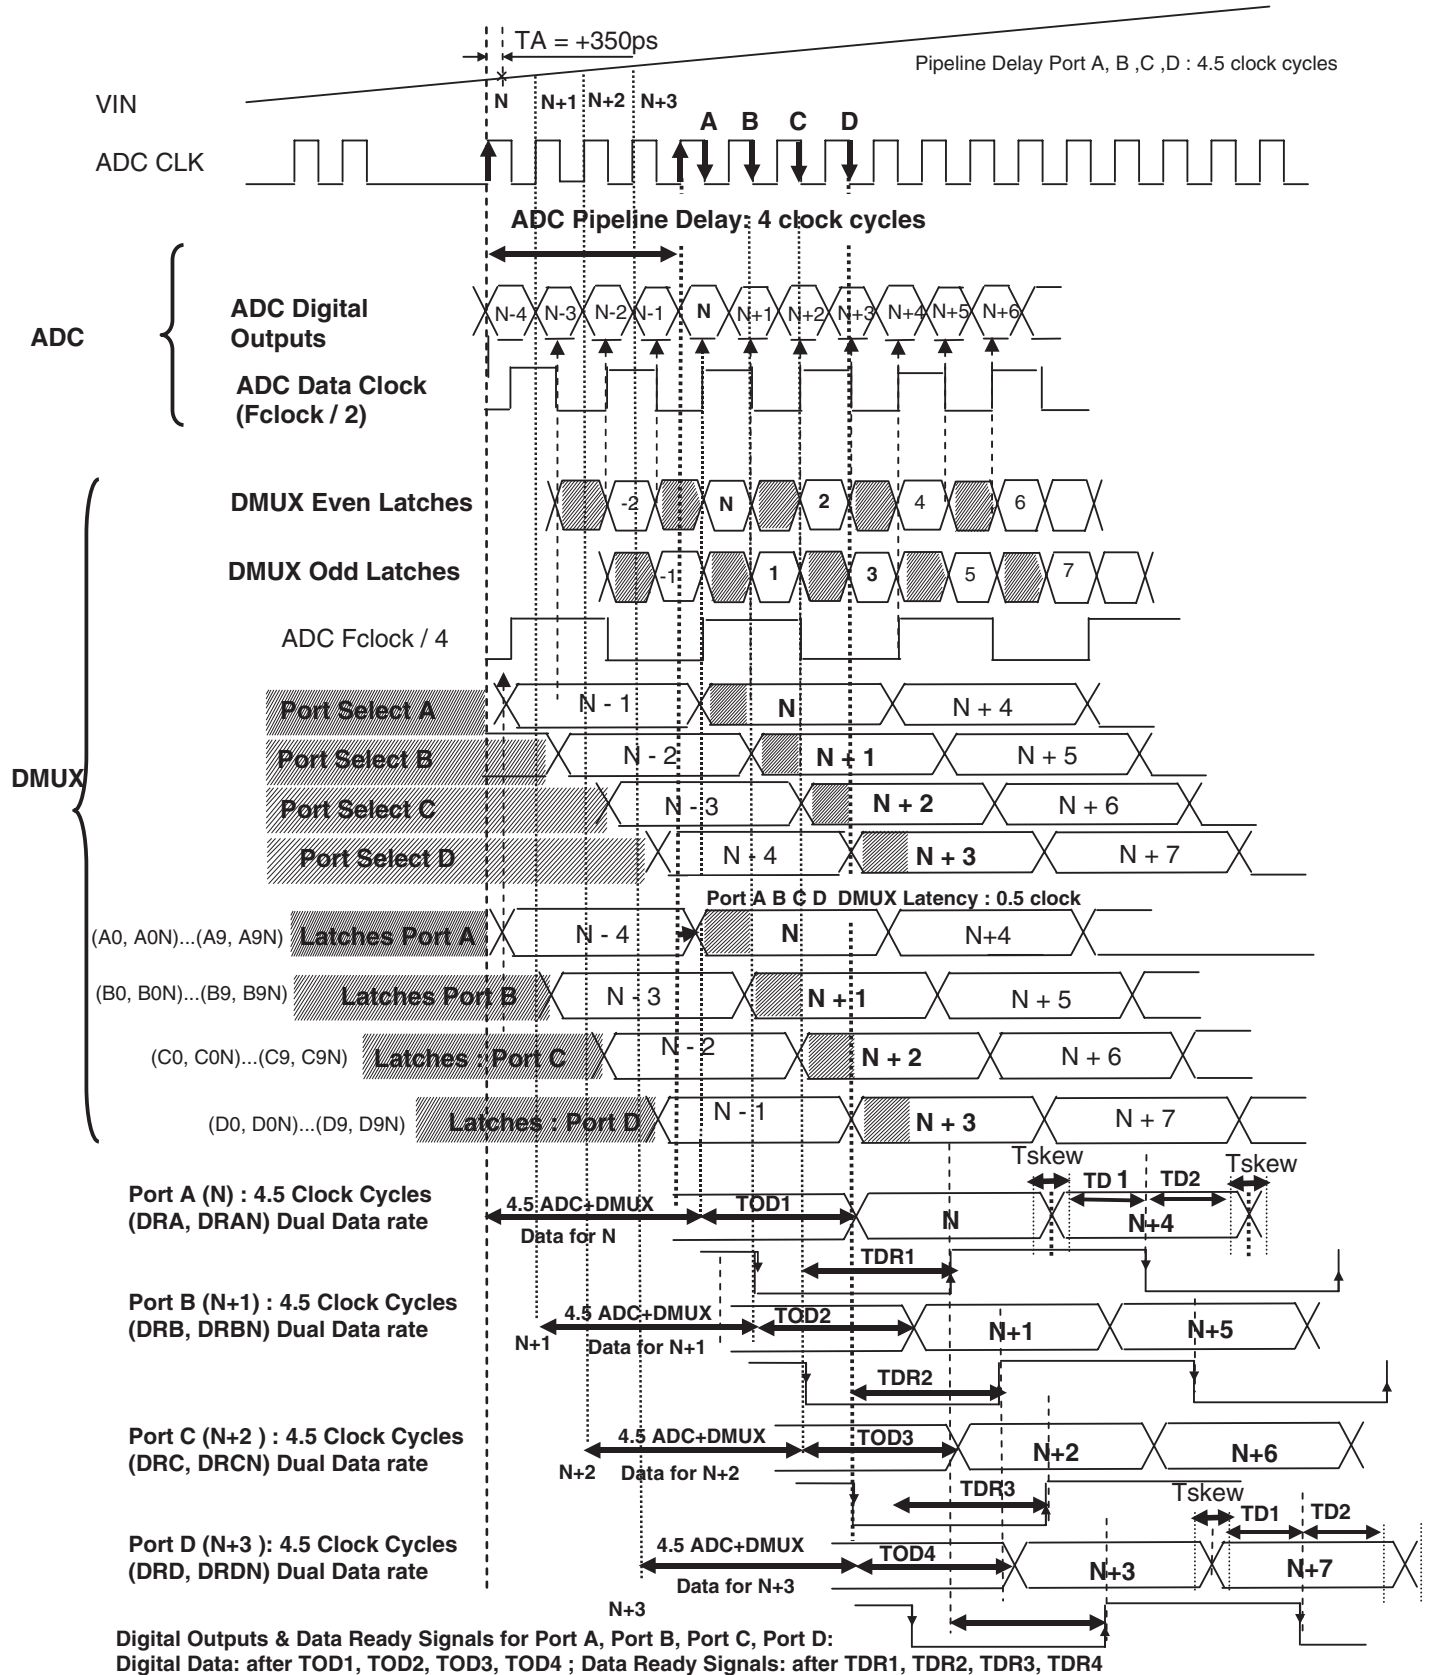 TA = +350ps
Pipeline Delay Port A, B ,C ,D : 4.5 clock cycles
VIN
N N+1 N+2 N+3
A B C D
ADC CLK
ADC Pipeline Delay: 4 clock cycles
ADC
ADC Digital
Outputs
N-4 N-3 N-2 N-1 N N+1 N+2 N+3 N+4 N+5 N+6
ADC Data Clock
(Fclock / 2)
DMUX Even Latches
-2 N 2 4 6
DMUX Odd Latches
-1 1 3 5 7
ADC Fclock / 4
DMUX
Port Select A N - 1 N N + 4
Port Select B N - 2 N + 1 N + 5
Port Select C N - 3 N + 2 N + 6
Port Select D N - 4 N + 3 N + 7
Port A B C D DMUX Latency : 0.5 clock
(A0, A0N)...(A9, A9N) Latches Port A N - 4 N N+4
(B0, B0N)...(B9, B9N) Latches Port B N - 3 N + 1 N + 5
(C0, C0N)...(C9, C9N) Latches : Port C N - 2 N + 2 N + 6
(D0, D0N)...(D9, D9N) Latches : Port D N - 1 N + 3 N + 7
Tskew TD1 TD2 Tskew
Port A (N) : 4.5 Clock Cycles
(DRA, DRAN) Dual Data rate
4.5 ADC+DMUX TOD1
Data for N
N N+4
TDR1
Port B (N+1) : 4.5 Clock Cycles
(DRB, DRBN) Dual Data rate
4.5 ADC+DMUX TOD2
N+1 Data for N+1
N+1 N+5
TDR2
Port C (N+2 ) : 4.5 Clock Cycles
(DRC, DRCN) Dual Data rate
4.5 ADC+DMUX TOD3
N+2 Data for N+2
N+2 N+6
TDR3
Tskew TD1 TD2
Port D (N+3 ): 4.5 Clock Cycles
(DRD, DRDN) Dual Data rate
4.5 ADC+DMUX TOD4
Data for N+3
N+3 N+7
N+3
Digital Outputs & Data Ready Signals for Port A, Port B, Port C, Port D:
Digital Data: after TOD1, TOD2, TOD3, TOD4 ; Data Ready Signals: after TDR1, TDR2, TDR3, TDR4